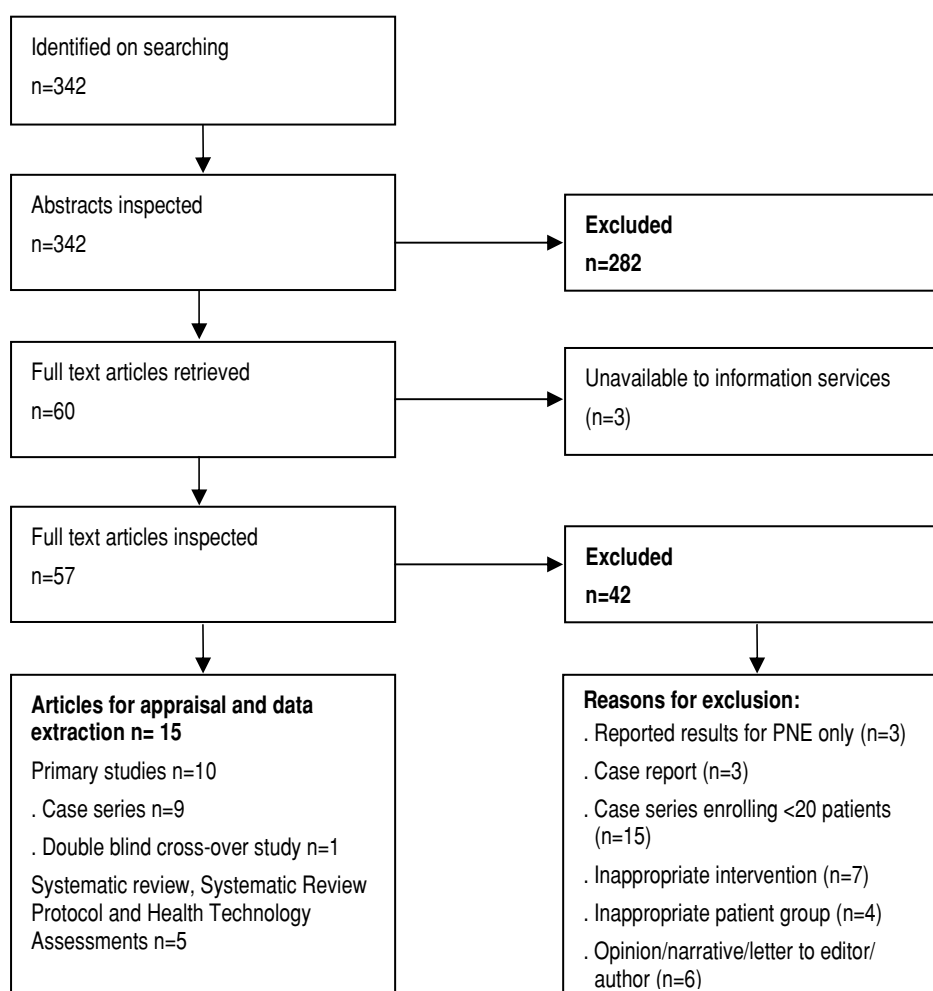 Identified on searching
n=342
Abstracts inspected
n=342
Excluded
n=282
Full text articles retrieved
n=60
Unavailable to information services
(n=3)
Full text articles inspected
n=57
Excluded
n=42
Articles for appraisal and data
extraction n= 15
Primary studies n=10
. Case series n=9
. Double blind cross-over study n=1
Systematic review, Systematic Review
Protocol and Health Technology
Assessments n=5
Reasons for exclusion:
. Reported results for PNE only (n=3)
. Case report (n=3)
. Case series enrolling <20 patients
(n=15)
. Inappropriate intervention (n=7)
. Inappropriate patient group (n=4)
. Opinion/narrative/letter to editor/
author (n=6)